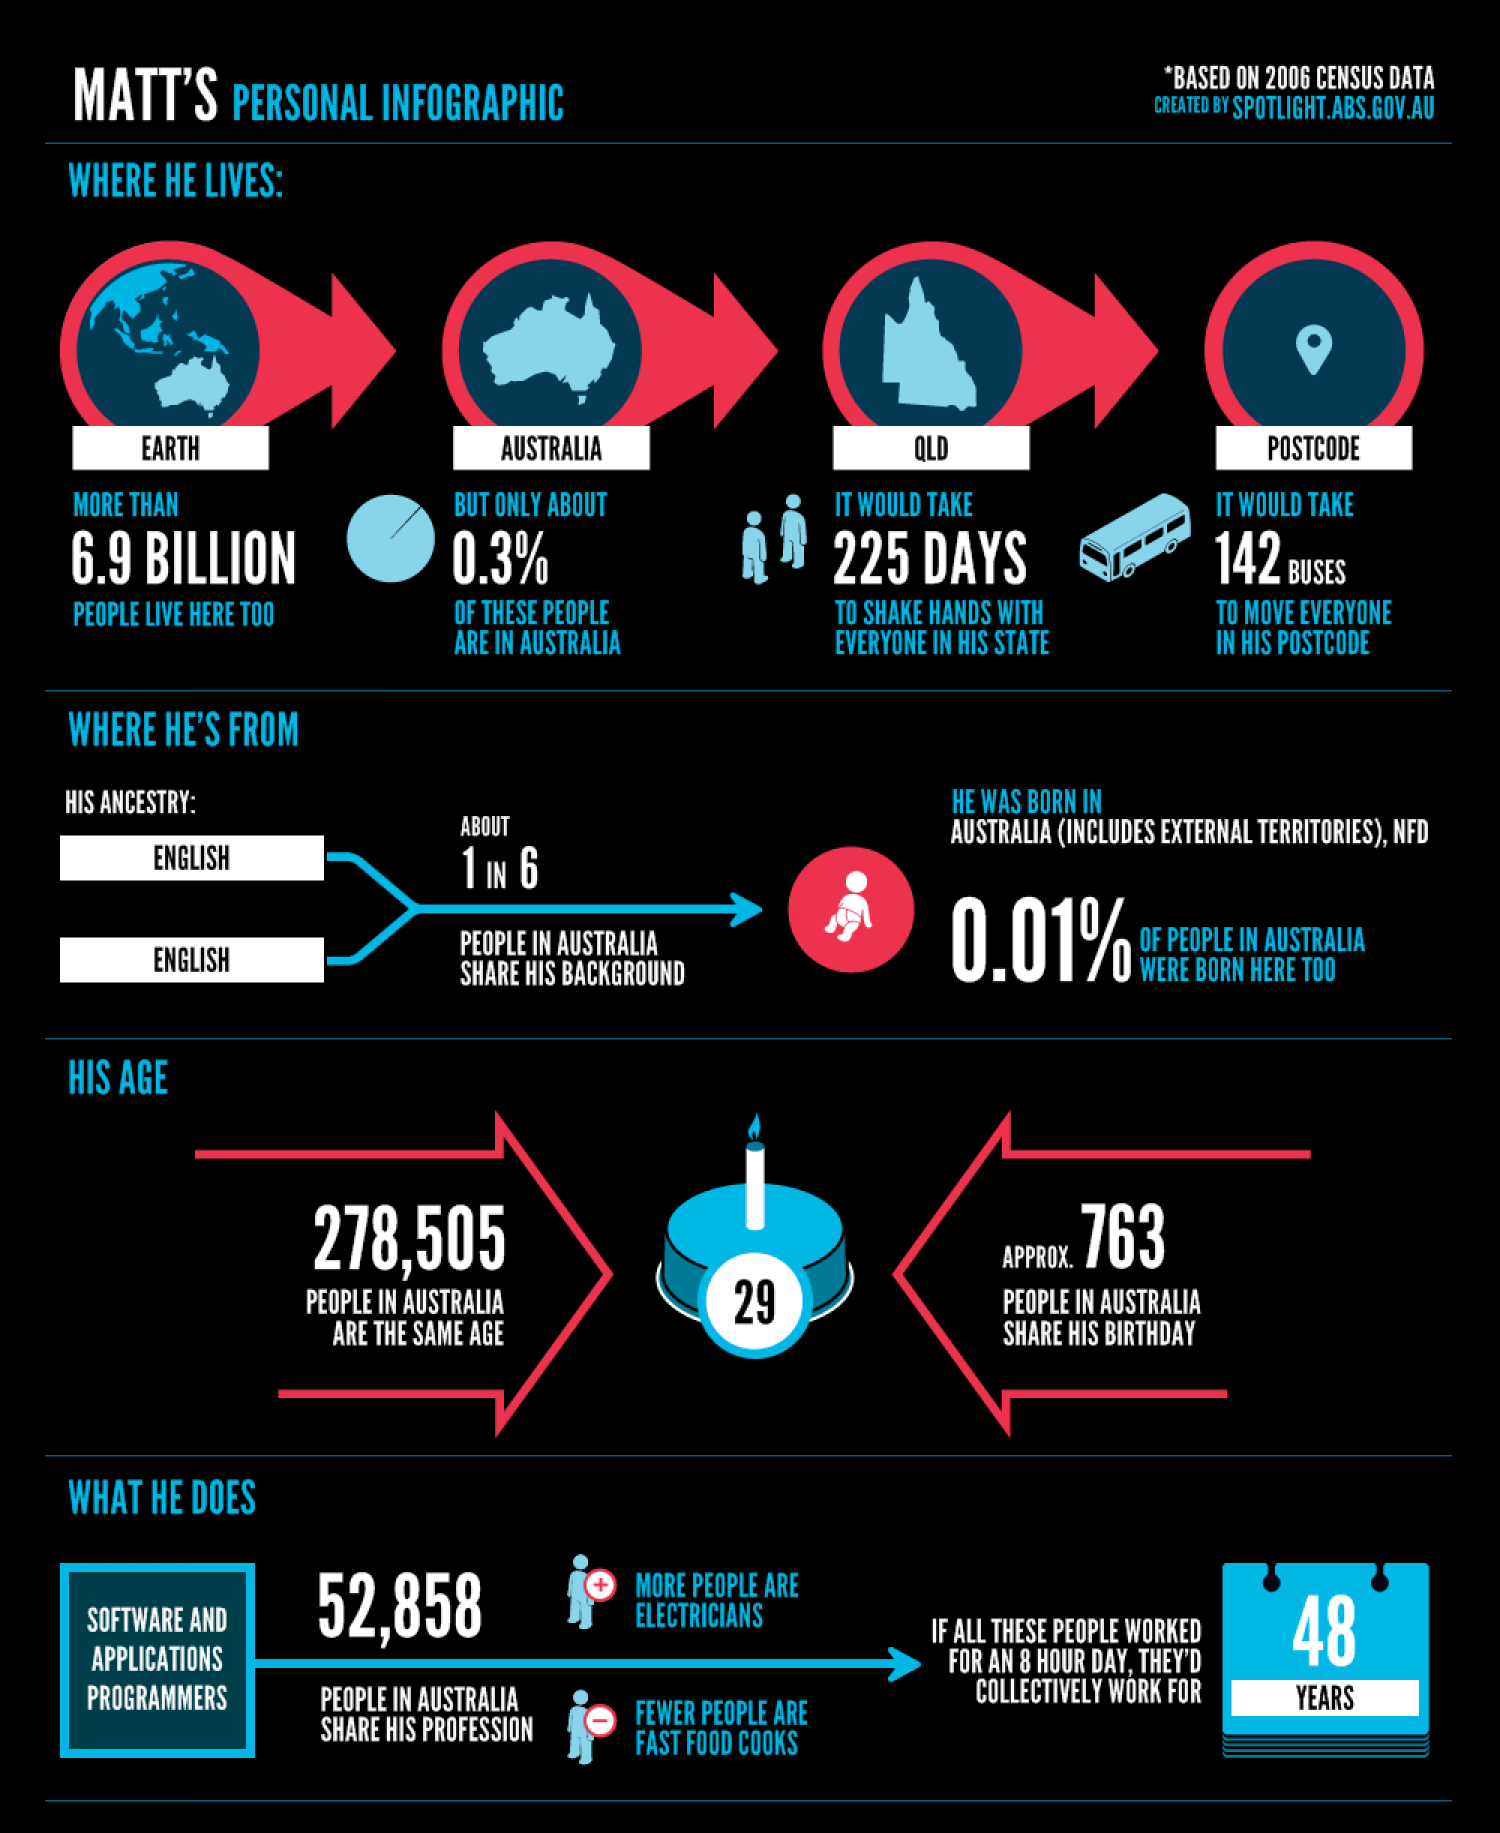 MATT'S PERSONAL INFOGRAPHIC
*BASED ON 2006 CENSUS DATA
CREATED BY SPOTLIGHT.ABS.GOV.AU
WHERE HE LIVES:
EARTH
MORE THAN
6.9 BILLION
PEOPLE LIVE HERE TOO
AUSTRALIA
BUT ONLY ABOUT
0.3%
OF THESE PEOPLE
ARE IN AUSTRALIA
QLD
IT WOULD TAKE
225 DAYS
TO SHAKE HANDS WITH
EVERYONE IN HIS STATE
POSTCODE
IT WOULD TAKE
142 BUSES
TO MOVE EVERYONE
IN HIS POSTCODE
WHERE HE'S FROM
HIS ANCESTRY:
ENGLISH
ENGLISH
ABOUT
1 IN 6
PEOPLE IN AUSTRALIA
SHARE HIS BACKGROUND
HE WAS BORN IN
AUSTRALIA (INCLUDES EXTERNAL TERRITORIES), NFD
0.01%
OF PEOPLE IN AUSTRALIA
WERE BORN HERE TOO
HIS AGE
278,505
PEOPLE IN AUSTRALIA
ARE THE SAME AGE
29
APPROX. 763
PEOPLE IN AUSTRALIA
SHARE HIS BIRTHDAY
WHAT HE DOES
SOFTWARE AND
APPLICATIONS
PROGRAMMERS
52,858
PEOPLE IN AUSTRALIA
SHARE HIS PROFESSION
MORE PEOPLE ARE
ELECTRICIANS
FEWER PEOPLE ARE
FAST FOOD COOKS
IF ALL THESE PEOPLE WORKED
FOR AN 8 HOUR DAY, THEY'D
COLLECTIVELY WORK FOR
48
YEARS